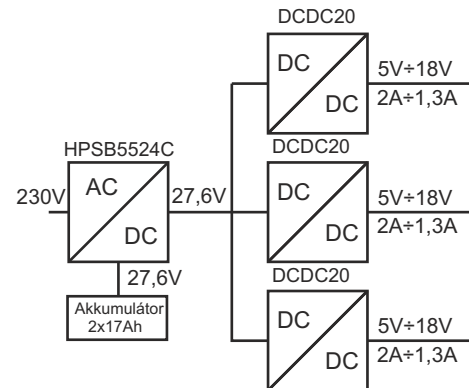 DCDC20
DC
DC
5V÷18V
2A÷1,3A
HPSB5524C
230V
AC
DC
27,6V
DCDC20
DC
DC
5V÷18V
2A÷1,3A
27,6V
Akkumulátor
2x17Ah
DCDC20
DC
DC
5V÷18V
2A÷1,3A